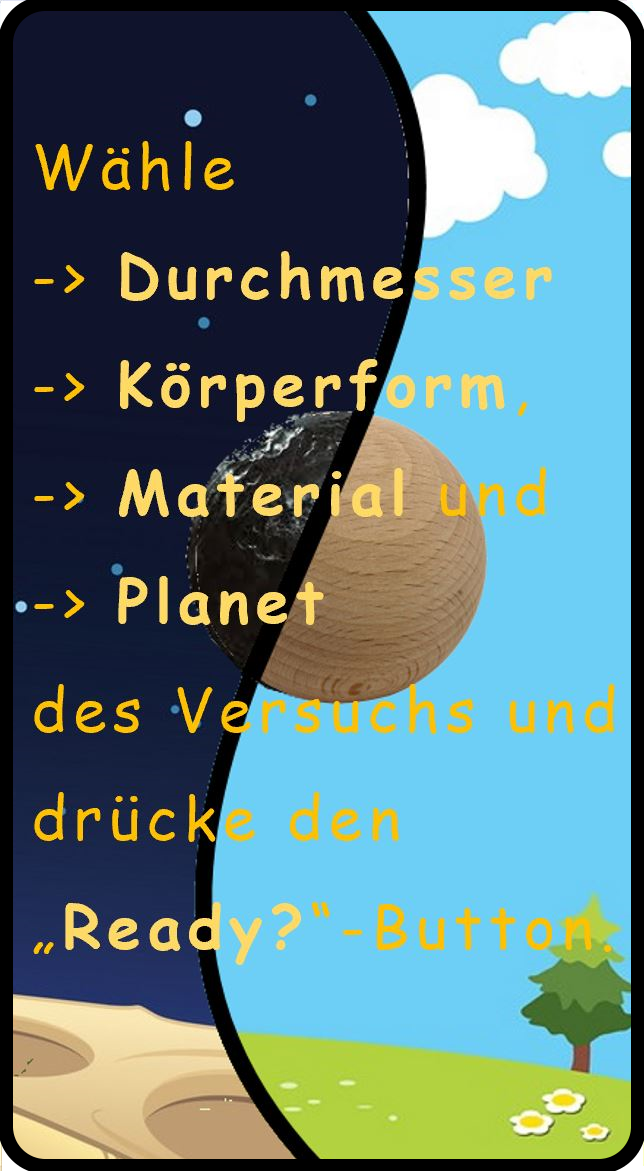 Wähle
-> Durchmesser
-> Körperform,
-> Material und
-> Planet
des Versuchs und
drücke den
„Ready?“-Button.